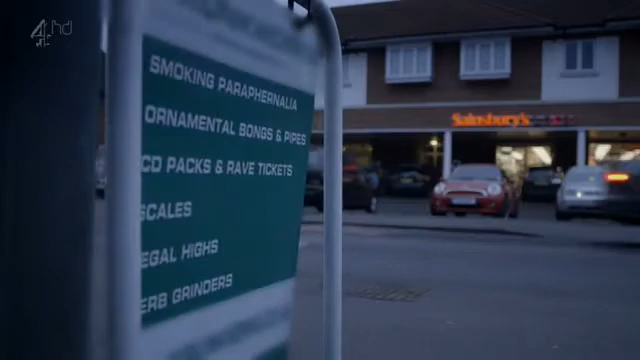 4hd
SMOKING PARAPHERNALIA
ORNAMENTAL BONGS & PIPES
CD PACKS & RAVE TICKETS
SCALES
EGAL HIGHS
ERB GRINDERS
Sainsbury's